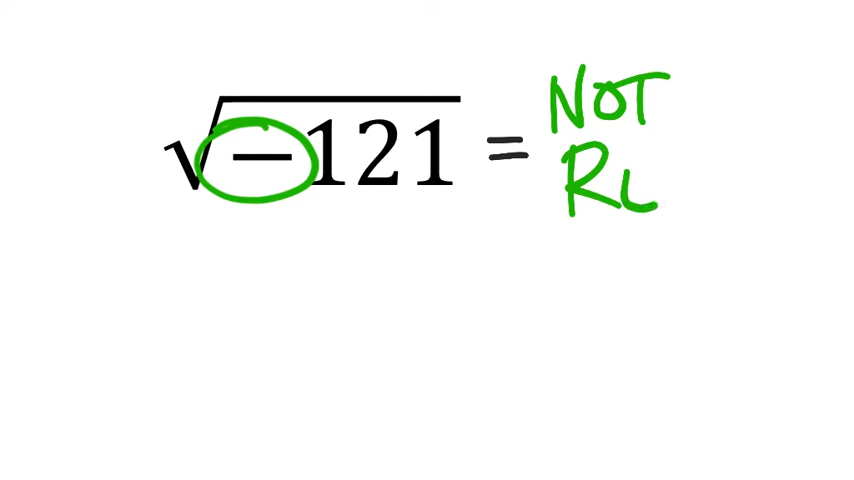 √-121 = NOT
RL